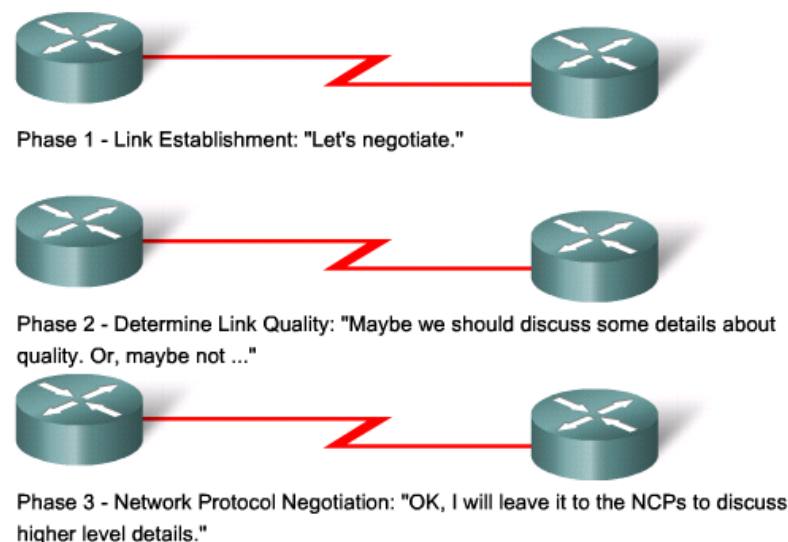 Phase 1 - Link Establishment: "Let's negotiate."
Phase 2 - Determine Link Quality: "Maybe we should discuss some details about
quality. Or, maybe not ..."
Phase 3 - Network Protocol Negotiation: "OK, I will leave it to the NCPs to discuss
higher level details."